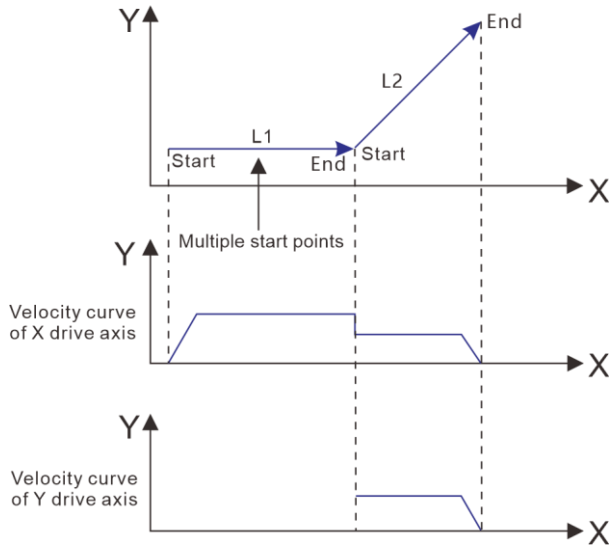 Y
End
L2
L1
Start
End
Start
X
Multiple start points
Y
Velocity curve
of X drive axis
X
Y
Velocity curve
of Y drive axis
X